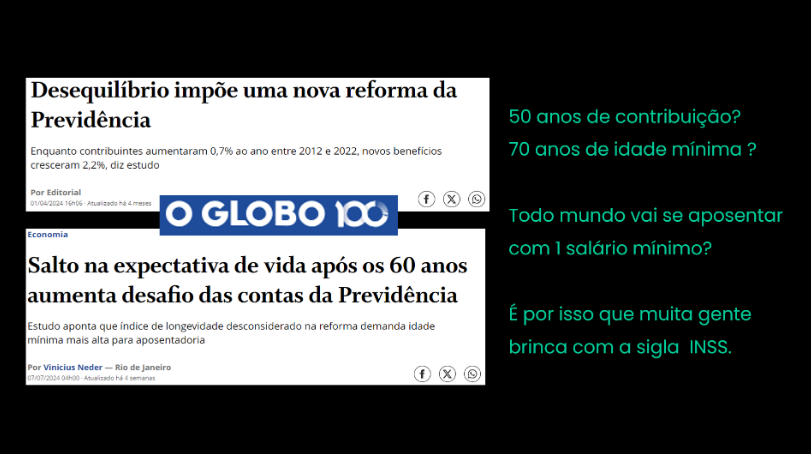 Desequilíbrio impõe uma nova reforma da
Previdência
Enquanto contribuintes aumentaram 0,7% ao ano entre 2012 e 2022, novos benefícios
cresceram 2,2%, diz estudo
Por Editorial
01/04/2024 16h06 · Atualizado há 4 meses
O GLOBO 100
Economia
Salto na expectativa de vida após os 60 anos
aumenta desafio das contas da Previdência
Estudo aponta que índice de longevidade desconsiderado na reforma demanda idade
mínima mais alta para aposentadoria
Por Vinicius Neder — Rio de Janeiro
07/07/2024 04h00 · Atualizado há 4 semanas
50 anos de contribuição?
70 anos de idade mínima ?
Todo mundo vai se aposentar
com 1 salário mínimo?
É por isso que muita gente
brinca com a sigla INSS.